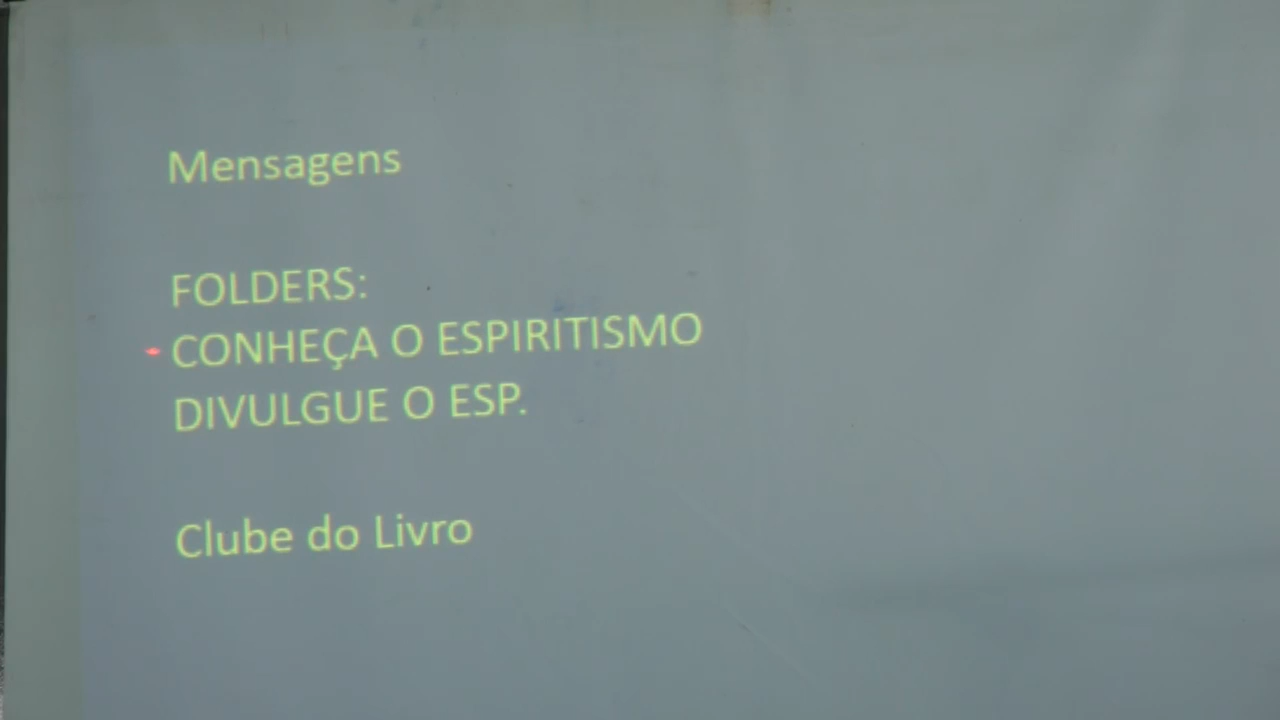 Mensagens
FOLDERS:
CONHEÇA O ESPIRITISMO
DIVULGUE O ESP.
Clube do Livro